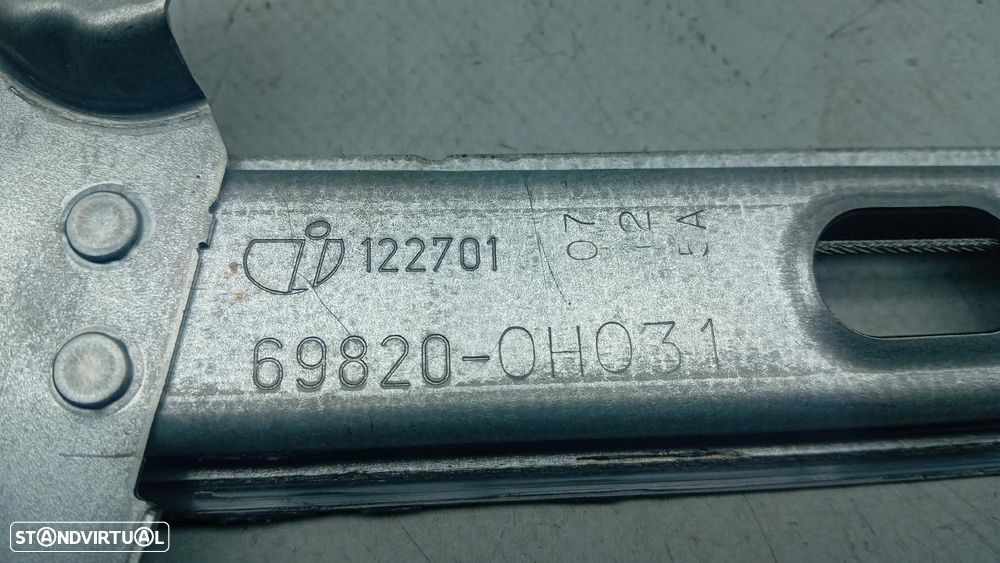 122701
07
12
EA
69820-0H031
STANDVIRTUAL